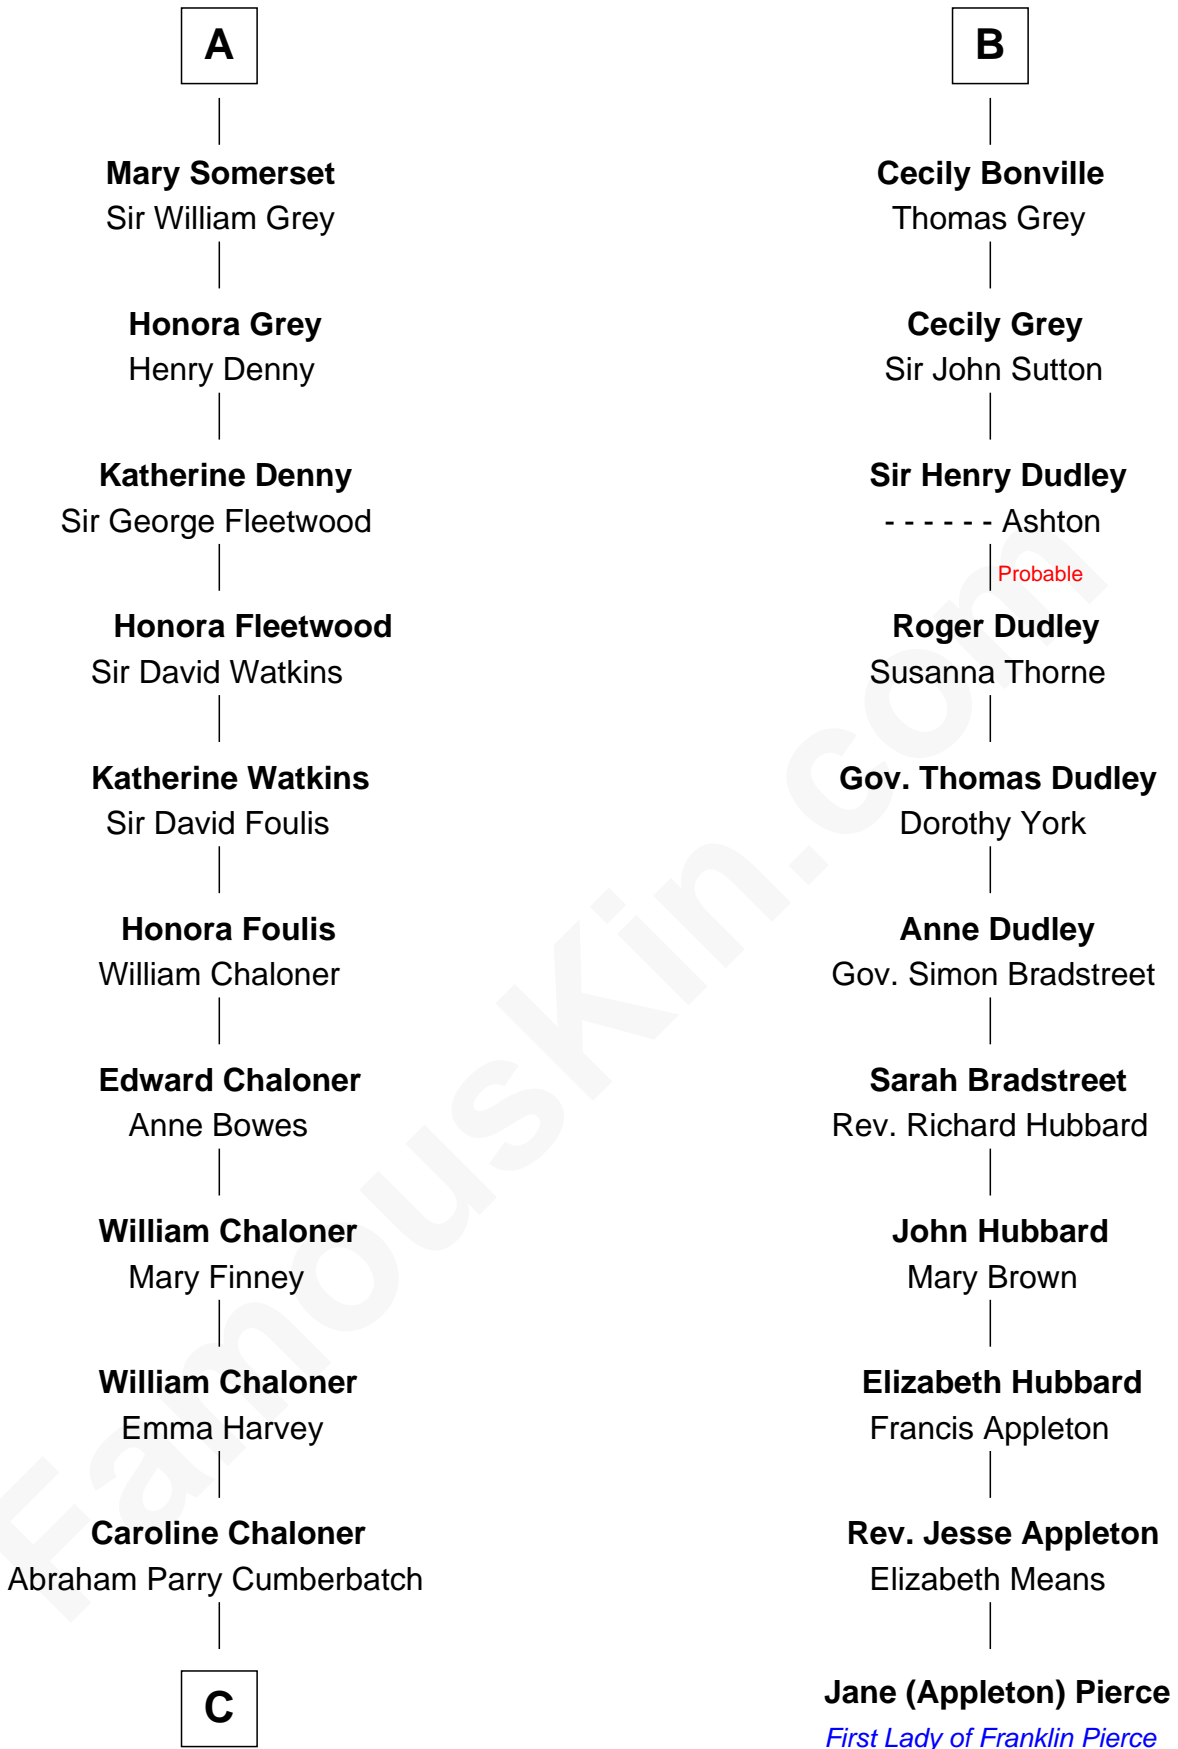 A
Mary Somerset
Sir William Grey
Honora Grey
Henry Denny
Katherine Denny
Sir George Fleetwood
Honora Fleetwood
Sir David Watkins
Katherine Watkins
Sir David Foulis
Honora Foulis
William Chaloner
Edward Chaloner
Anne Bowes
William Chaloner
Mary Finney
William Chaloner
Emma Harvey
Caroline Chaloner
Abraham Parry Cumberbatch
C
B
Cecily Bonville
Thomas Grey
Cecily Grey
Sir John Sutton
Sir Henry Dudley
- - - - - - Ashton
Probable
Roger Dudley
Susanna Thorne
Gov. Thomas Dudley
Dorothy York
Anne Dudley
Gov. Simon Bradstreet
Sarah Bradstreet
Rev. Richard Hubbard
John Hubbard
Mary Brown
Elizabeth Hubbard
Francis Appleton
Rev. Jesse Appleton
Elizabeth Means
Jane (Appleton) Pierce
First Lady of Franklin Pierce
FamousKin.com